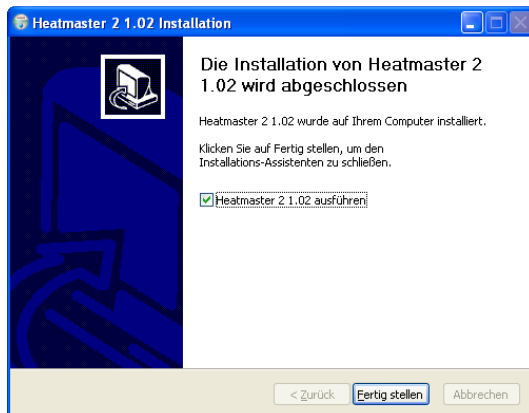 Heatmaster 2 1.02 Installation
Die Installation von Heatmaster 2
1.02 wird abgeschlossen
Heatmaster 2 1.02 wurde auf Ihrem Computer installiert.
Klicken Sie auf Fertig stellen, um den
Installations-Assistenten zu schließen.
Heatmaster 2 1.02 ausführen
< Zurück
Fertig stellen
Abbrechen